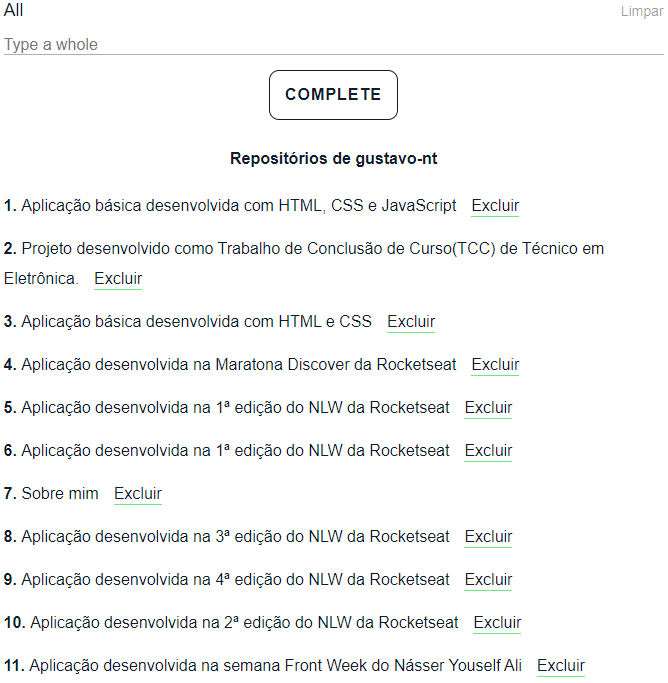 All Limpar
Type a whole
COMPLETE
Repositórios de gustavo-nt
1. Aplicação básica desenvolvida com HTML, CSS e JavaScript Excluir
2. Projeto desenvolvido como Trabalho de Conclusão de Curso(TCC) de Técnico em
Eletrônica. Excluir
3. Aplicação básica desenvolvida com HTML e CSS Excluir
4. Aplicação desenvolvida na Maratona Discover da Rocketseat Excluir
5. Aplicação desenvolvida na 1ª edição do NLW da Rocketseat Excluir
6. Aplicação desenvolvida na 1ª edição do NLW da Rocketseat Excluir
7. Sobre mim Excluir
8. Aplicação desenvolvida na 3ª edição do NLW da Rocketseat Excluir
9. Aplicação desenvolvida na 4ª edição do NLW da Rocketseat Excluir
10. Aplicação desenvolvida na 2ª edição do NLW da Rocketseat Excluir
11. Aplicação desenvolvida na semana Front Week do Násser Youself Ali Excluir